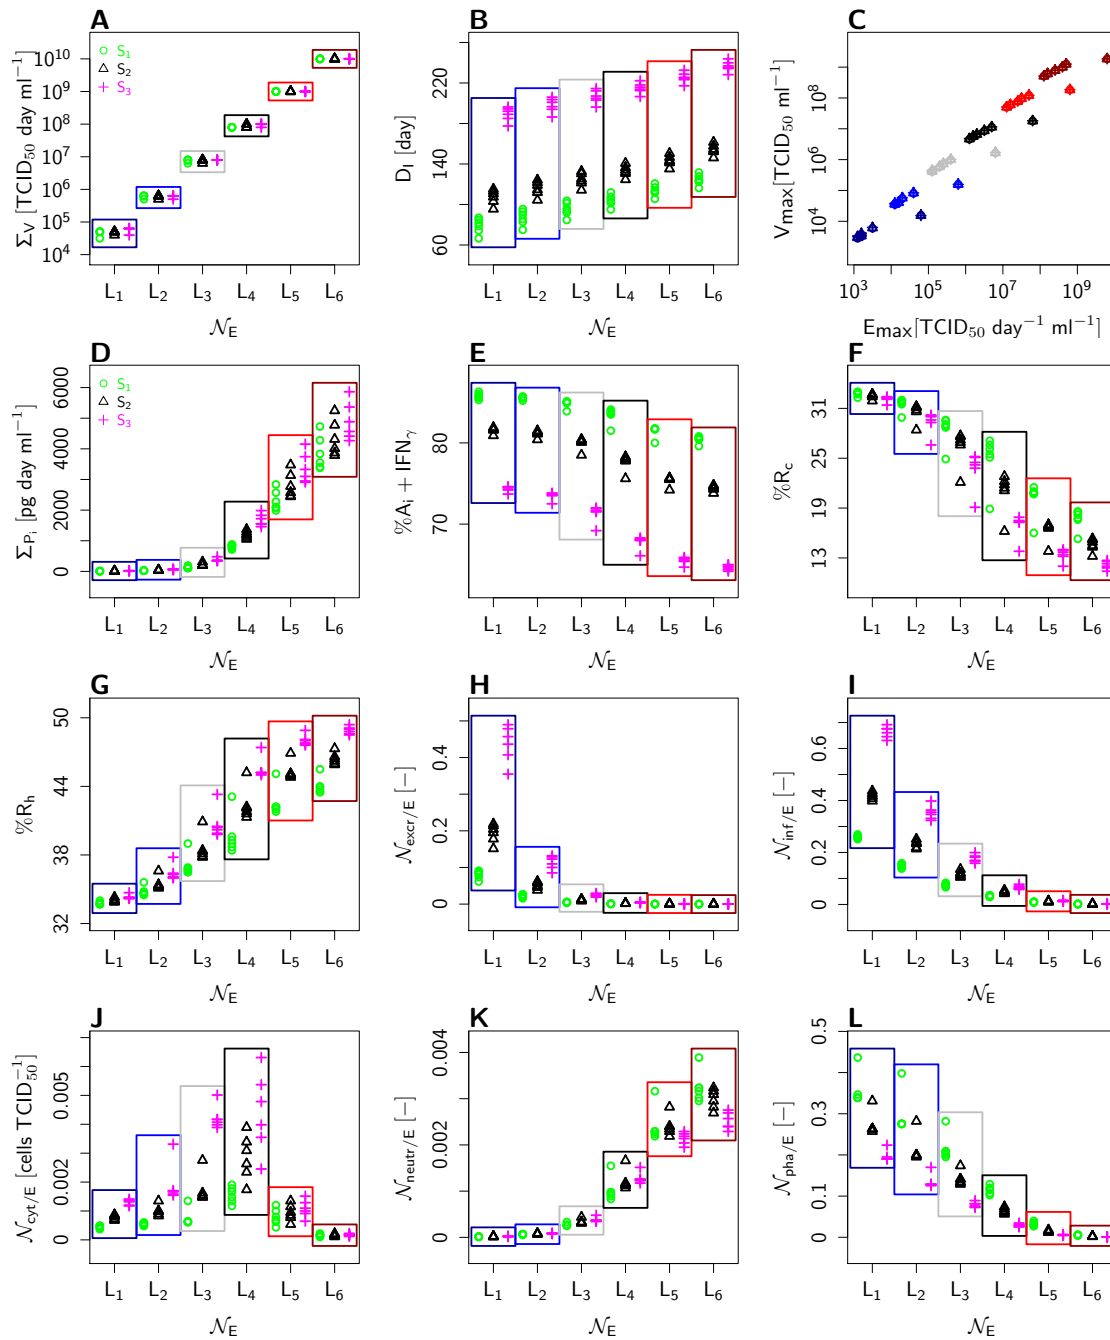 A
S1
S2
S3
10^10
10^9
10^8
10^7
10^6
10^5
10^4
ΣV [TCID50 day ml−1]
L1 L2 L3 L4 L5 L6
NE
B
220
140
60
DI [day]
L1 L2 L3 L4 L5 L6
NE
C
10^8
10^6
10^4
Vmax[TCID50 ml−1]
10^3 10^5 10^7 10^9
Emax[TCID50 day−1 ml−1]
D
S1
S2
S3
6000
4000
2000
0
ΣPi [pg day ml−1]
L1 L2 L3 L4 L5 L6
NE
E
80
70
%Ai + IFNγ
L1 L2 L3 L4 L5 L6
NE
F
31
25
19
13
%Rc
L1 L2 L3 L4 L5 L6
NE
G
50
44
38
32
%Rh
L1 L2 L3 L4 L5 L6
NE
H
0.4
0.2
0
Nexcr/E [−]
L1 L2 L3 L4 L5 L6
NE
I
0.6
0.4
0.2
0
Ninf/E [−]
L1 L2 L3 L4 L5 L6
NE
J
0.005
0.002
0
Ncyt/E [cells TCID50−1]
L1 L2 L3 L4 L5 L6
NE
K
0.004
0.002
0
Nneutr/E [−]
L1 L2 L3 L4 L5 L6
NE
L
0.5
0.3
0.1
0
Npha/E [−]
L1 L2 L3 L4 L5 L6
NE